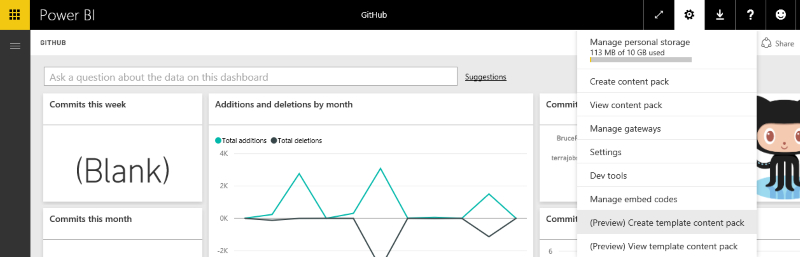 Power BI
GitHub
?
GITHUB
Share
Ask a question about the data on this dashboard
Suggestions
Manage personal storage
113 MB of 10 GB used
Create content pack
View content pack
Manage gateways
Settings
Dev tools
Manage embed codes
(Preview) Create template content pack
(Preview) View template content pack
Commits this week
(Blank)
Commits this month
Additions and deletions by month
Total additions Total deletions
4K
2K
0K
-2K
Commit
BruceP
terrajob
Commit
6